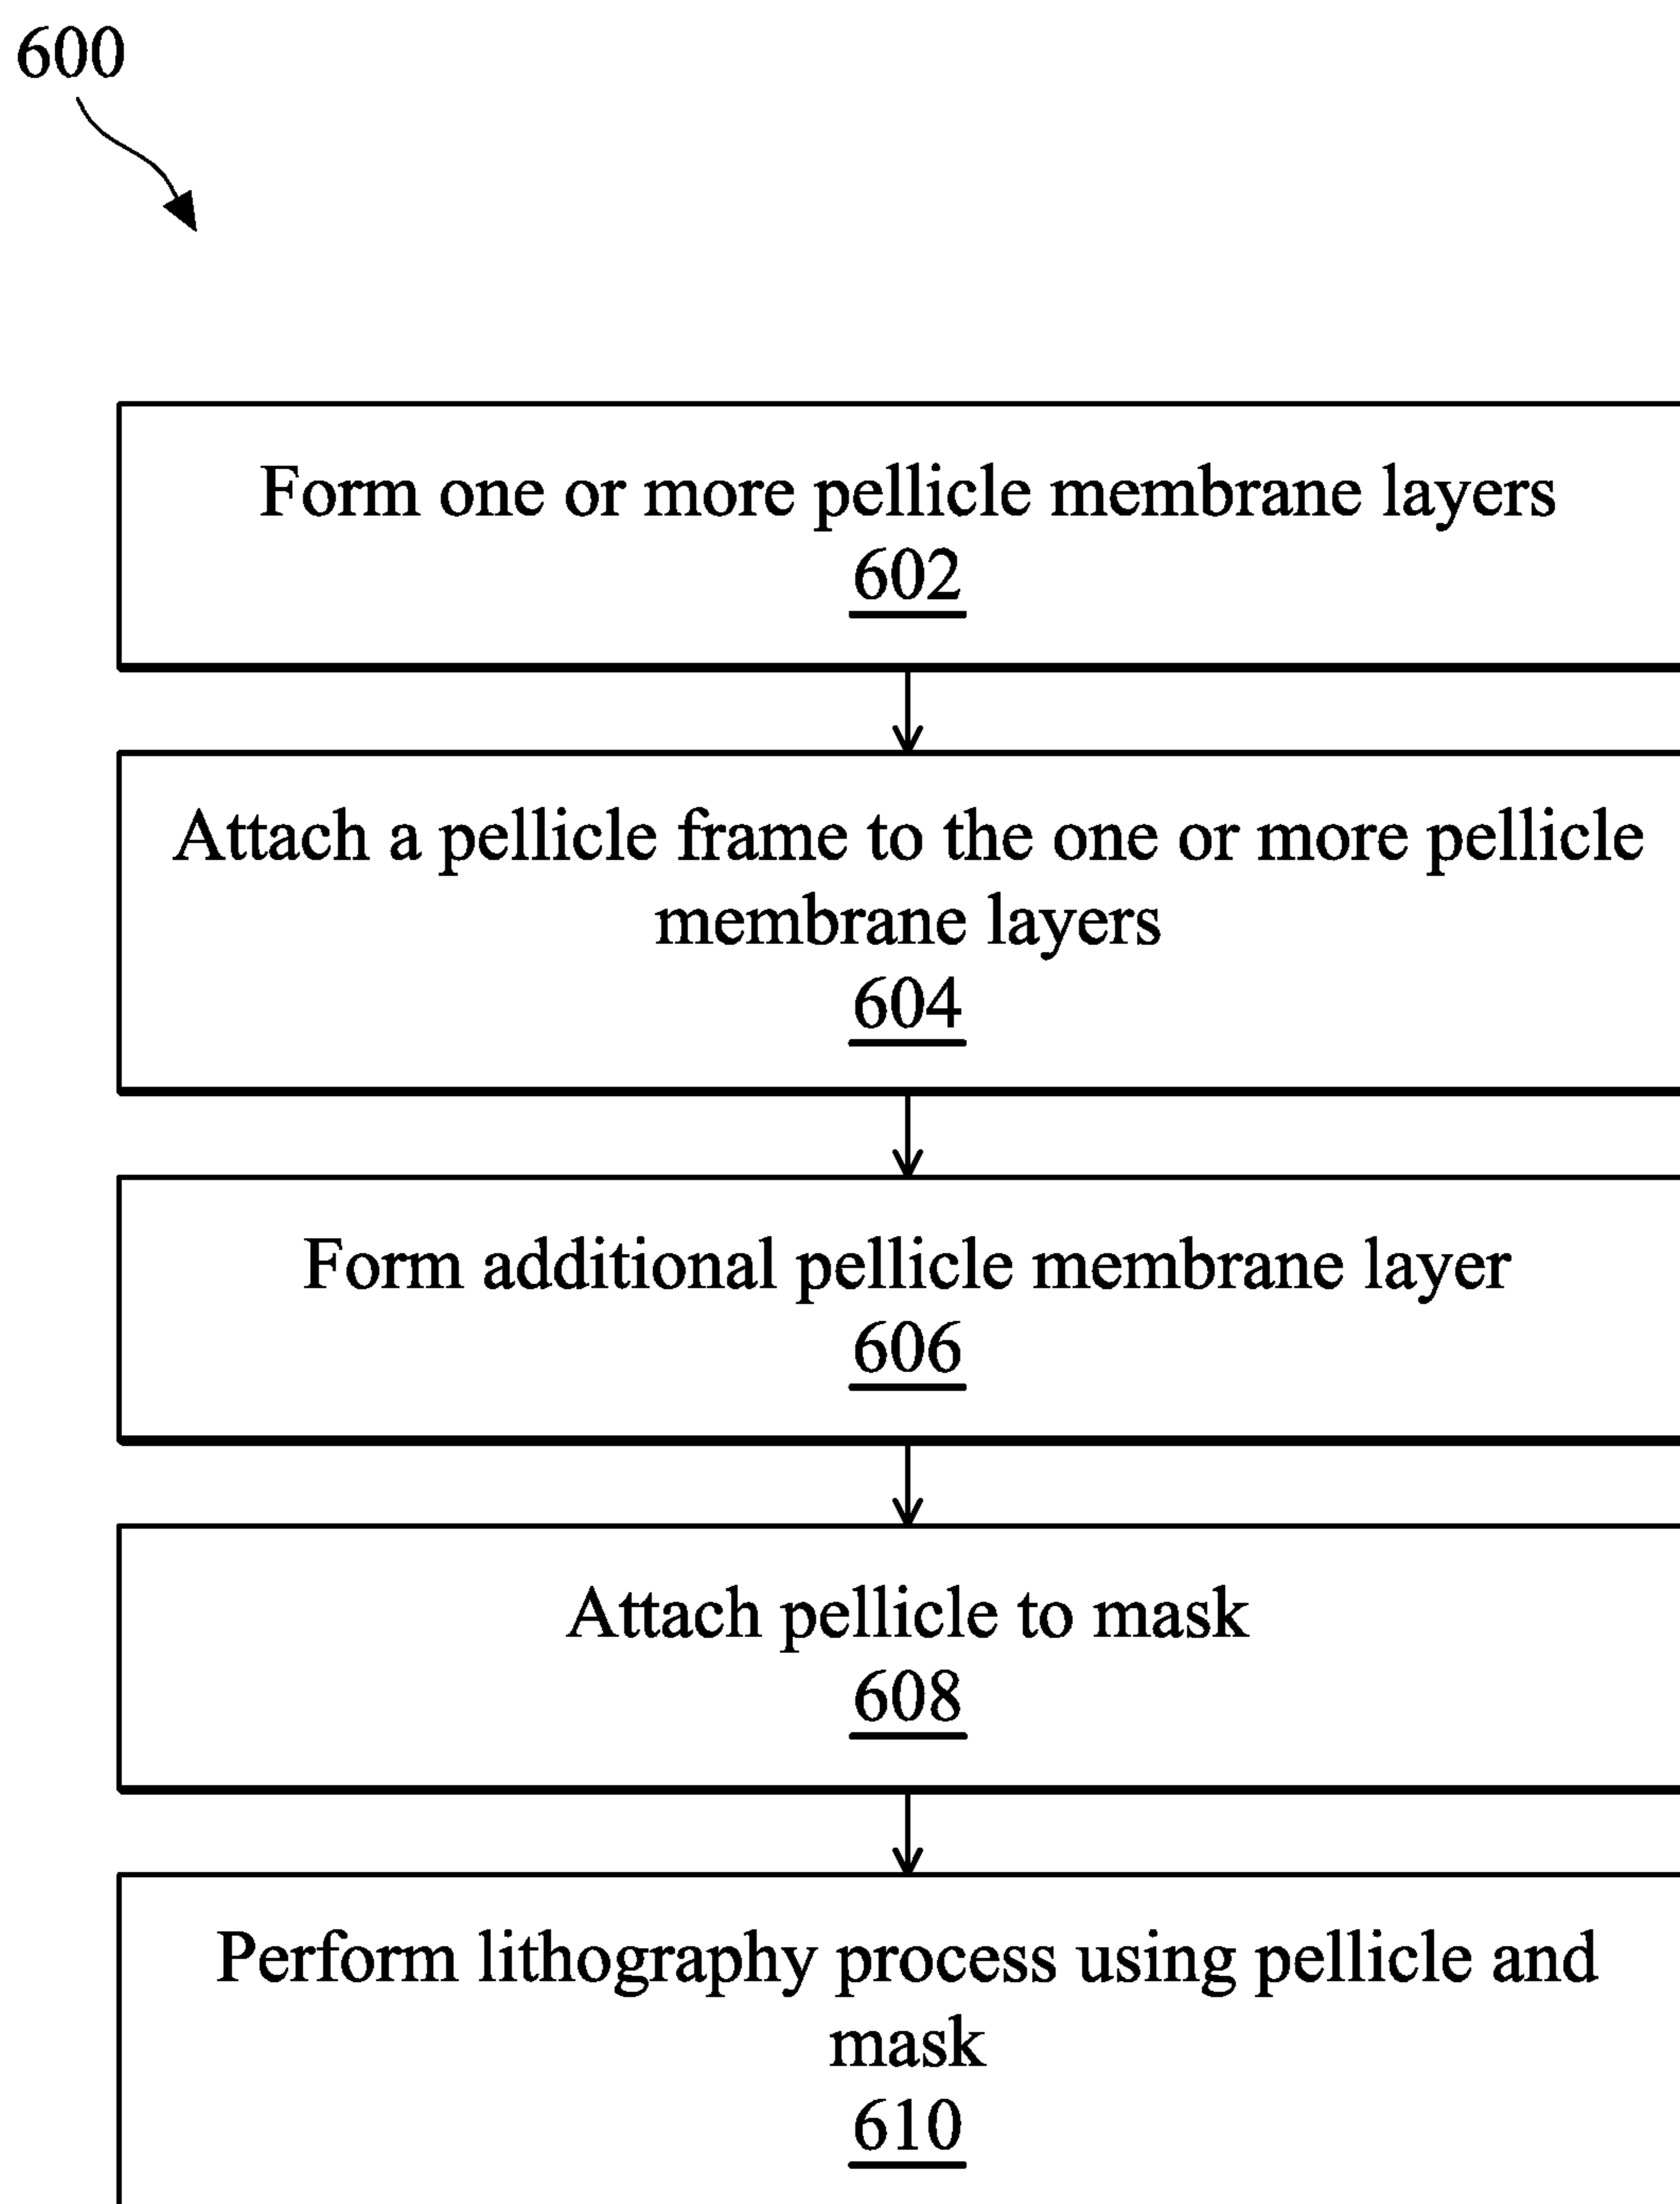 600
Form one or more pellicle membrane layers
602
Attach a pellicle frame to the one or more pellicle
membrane layers
604
Form additional pellicle membrane layer
606
Attach pellicle to mask
608
Perform lithography process using pellicle and
mask
610